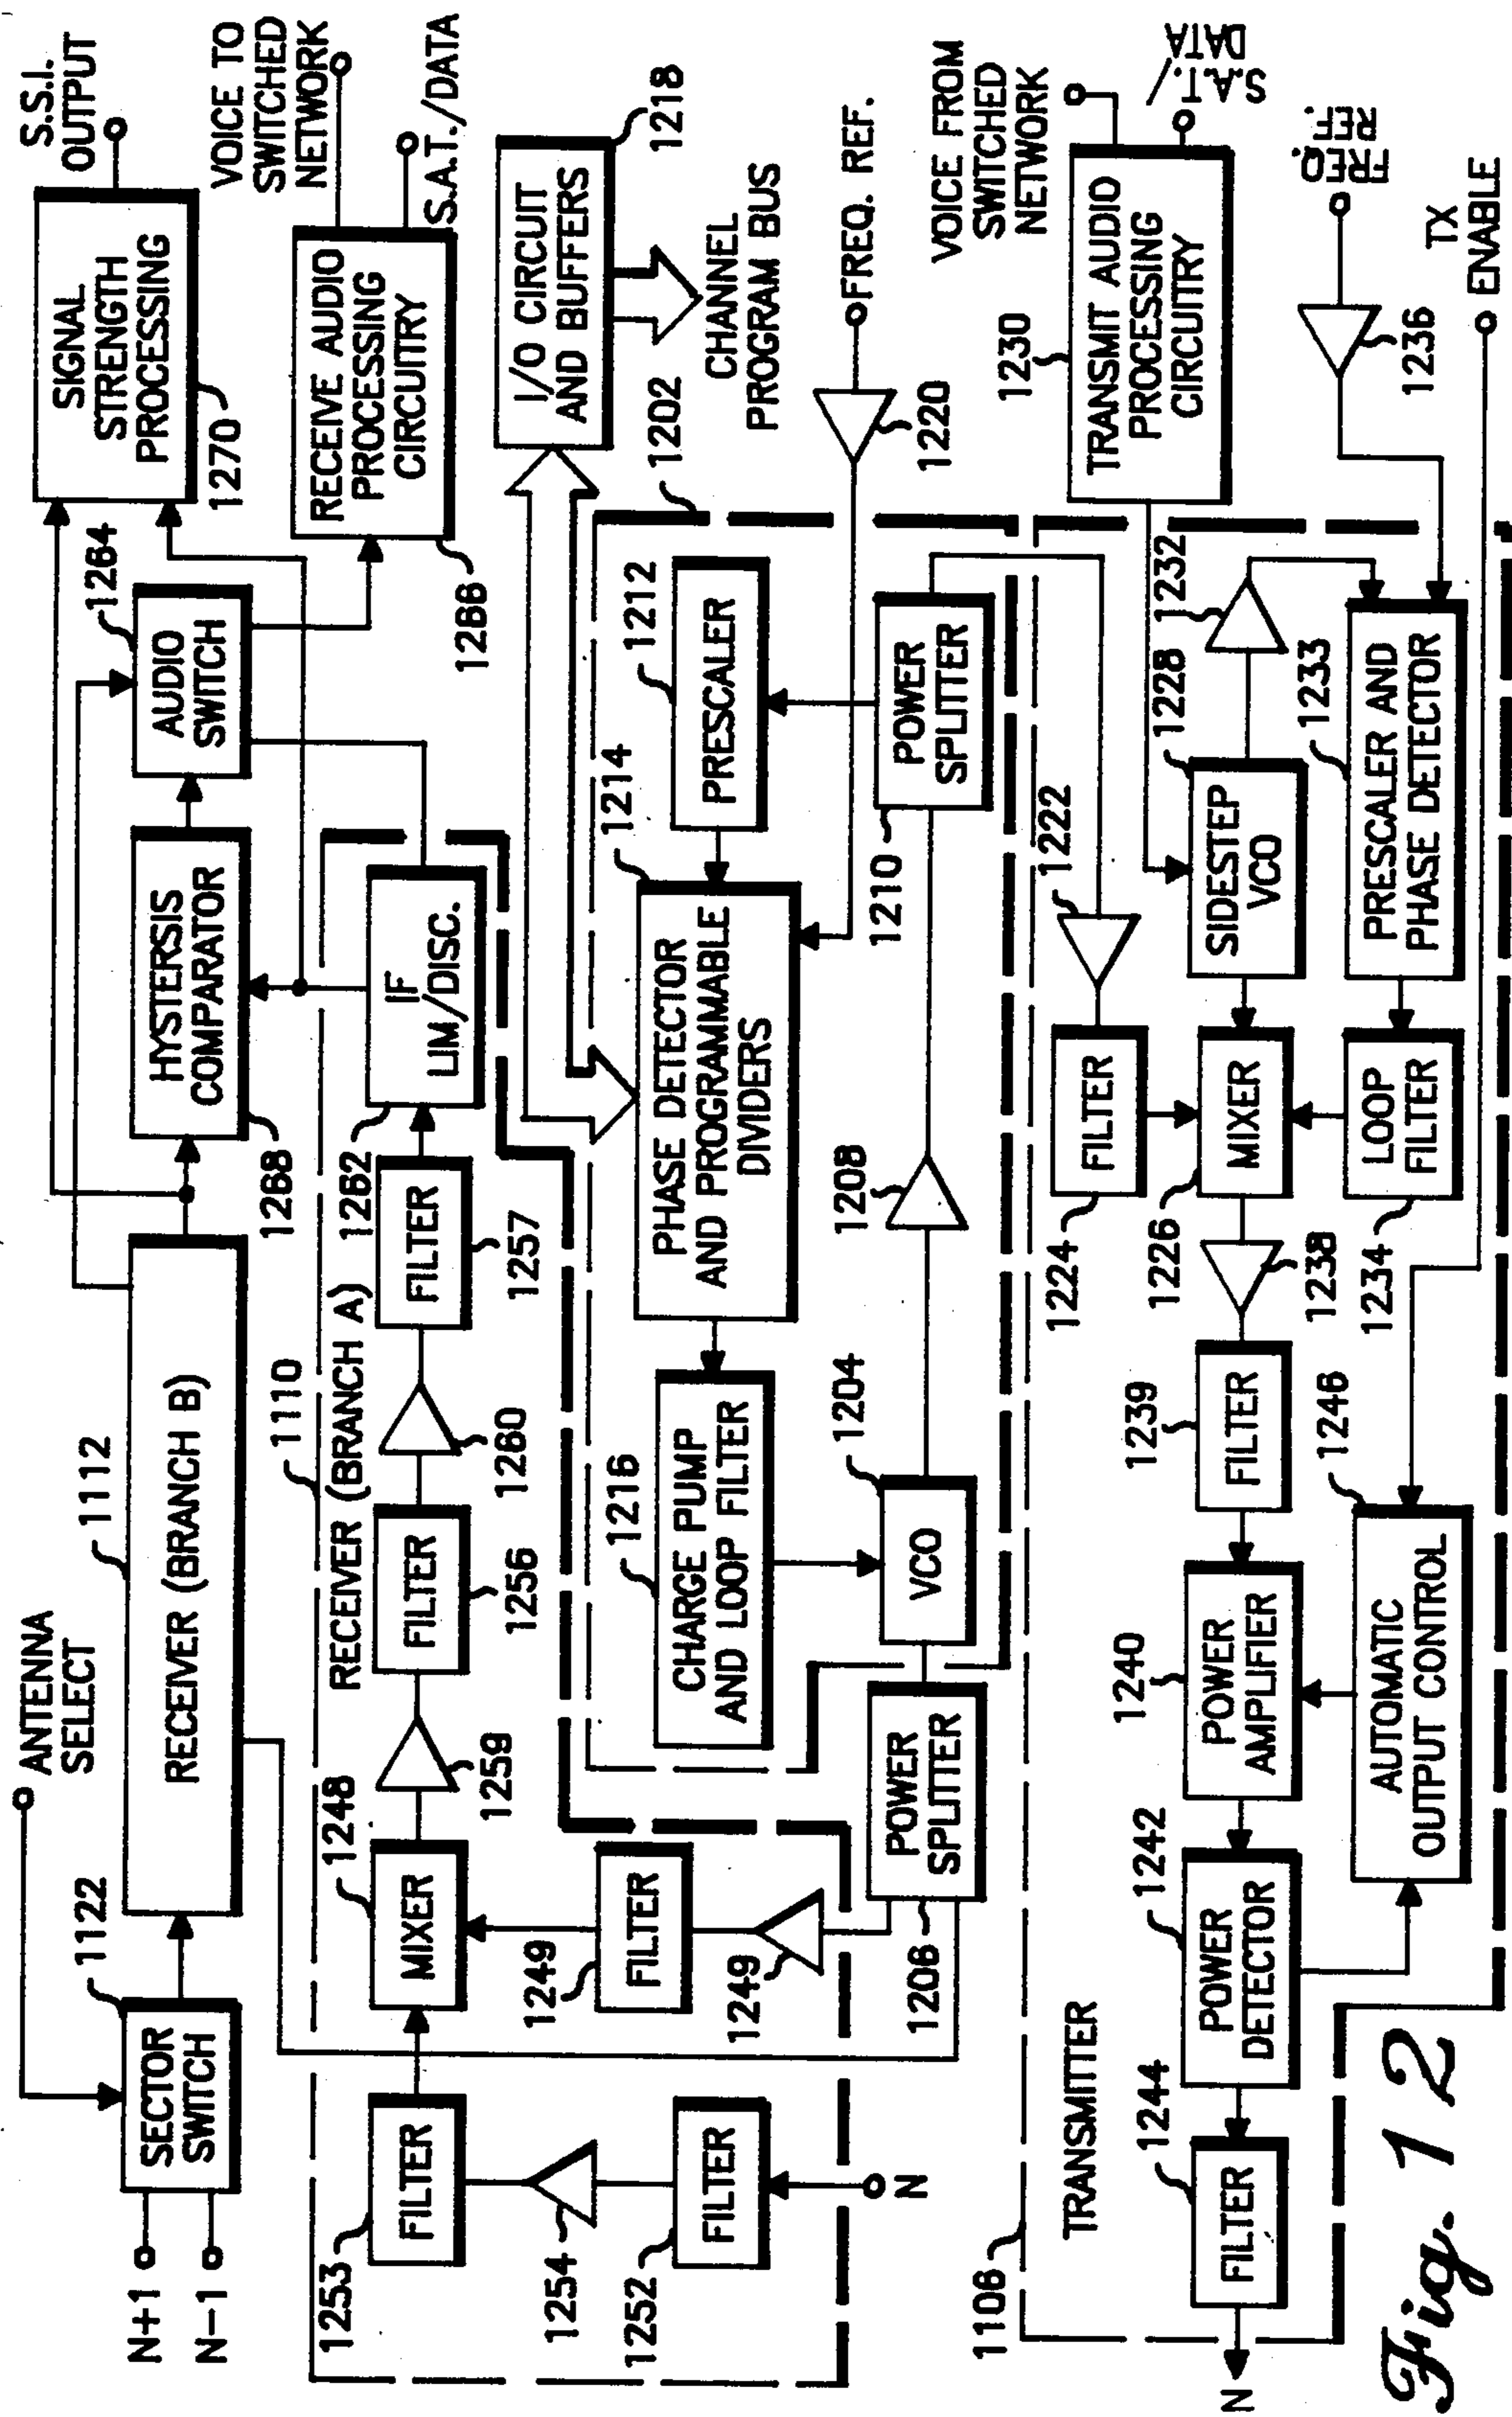 ANTENNA
SELECT
S.S.I.
OUTPUT
N+1
N-1
SECTOR
SWITCH
1122
RECEIVER (BRANCH B)
1112
HYSTERSIS
COMPARATOR
1268
AUDIO
SWITCH
1264
SIGNAL
STRENGTH
PROCESSING
1270
VOICE TO
SWITCHED
NETWORK
RECEIVE AUDIO
PROCESSING
CIRCUITRY
1266
S.A.T./DATA
1110
RECEIVER (BRANCH A)
FILTER
1253
1254
FILTER
1252
N
MIXER
1248
FILTER
1249
1249
1259
FILTER
1256
1260
FILTER
1257
IF
LIM/DISC.
1262
I/O CIRCUIT
AND BUFFERS
1218
CHANNEL
PROGRAM BUS
1202
CHARGE PUMP
AND LOOP FILTER
1216
PHASE DETECTOR
AND PROGRAMMABLE
DIVIDERS
1214
PRESCALER
1212
FREQ. REF.
1220
POWER
SPLITTER
1206
VCO
1204
1208
POWER
SPLITTER
1210
VOICE FROM
SWITCHED
NETWORK
TRANSMIT AUDIO
PROCESSING
CIRCUITRY
1230
S.A.T./
DATA
FREQ.
REF.
1236
TX
ENABLE
1106
TRANSMITTER
1222
FILTER
1224
MIXER
1226
SIDESTEP
VCO
1228
1232
PRESCALER AND
PHASE DETECTOR
1233
LOOP
FILTER
1234
1238
FILTER
1239
POWER
AMPLIFIER
1240
POWER
DETECTOR
1242
FILTER
1244
N
AUTOMATIC
OUTPUT CONTROL
1246
Fig. 12